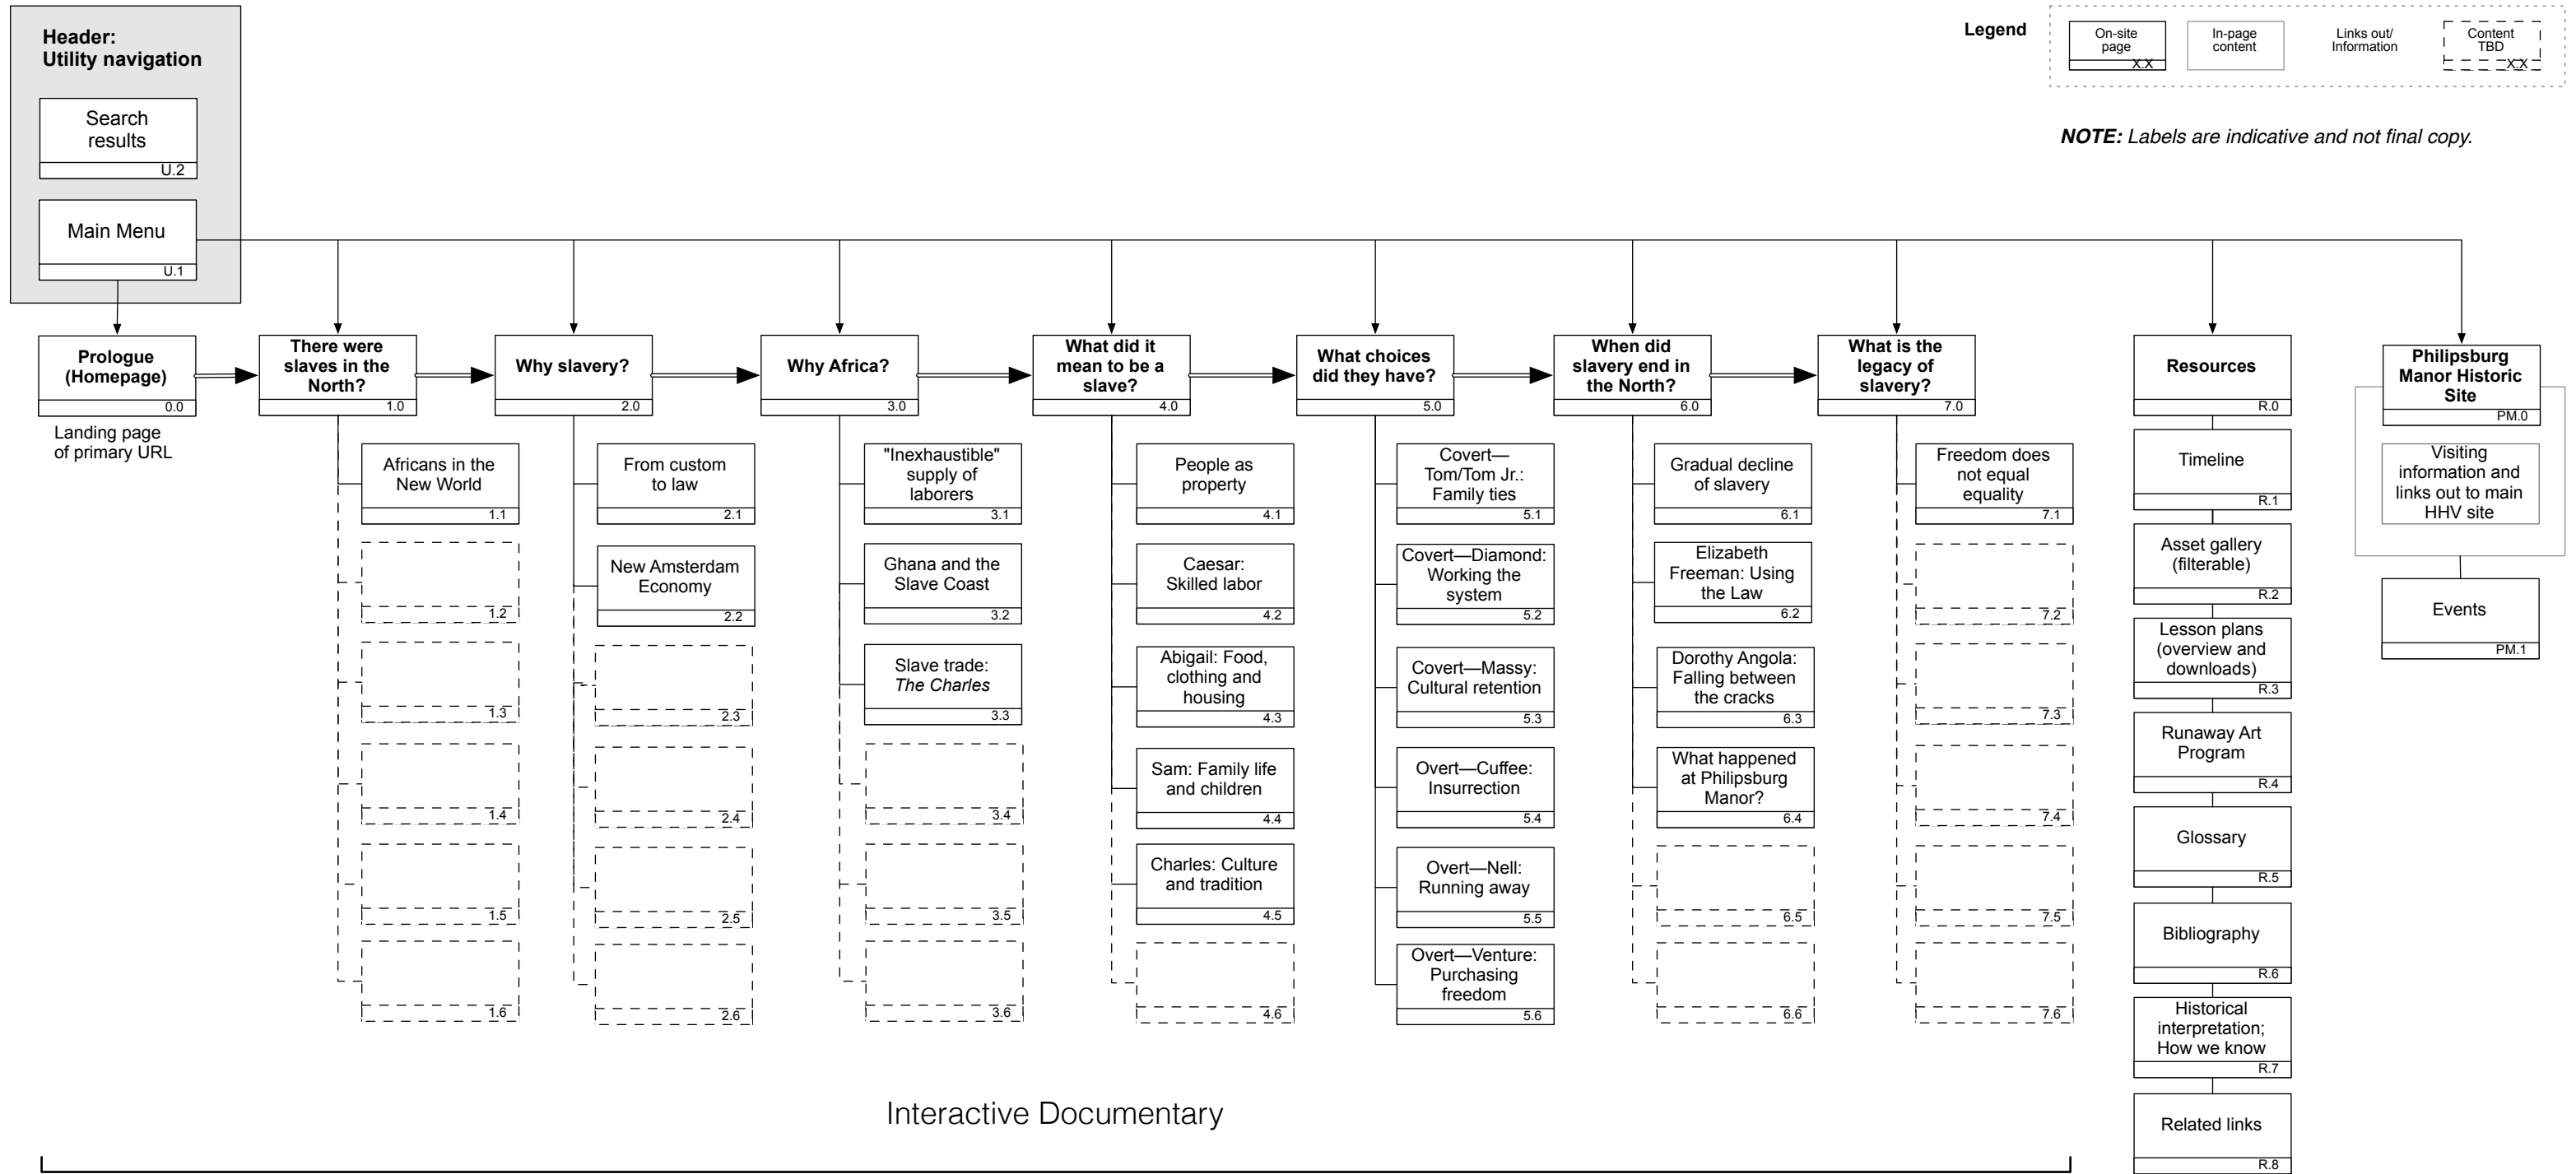 Header:
Utility navigation
Search
results
U.2
Main Menu
U.1
Legend
On-site
page
X.X
In-page
content
Links out/
Information
Content
TBD
X.X
NOTE: Labels are indicative and not final copy.
Prologue
(Homepage)
0.0
Landing page
of primary URL
There were
slaves in the
North?
1.0
Africans in the
New World
1.1
1.2
1.3
1.4
1.5
1.6
Why slavery?
2.0
From custom
to law
2.1
New Amsterdam
Economy
2.2
2.3
2.4
2.5
2.6
Why Africa?
3.0
"Inexhaustible"
supply of
laborers
3.1
Ghana and the
Slave Coast
3.2
Slave trade:
The Charles
3.3
3.4
3.5
3.6
What did it
mean to be a
slave?
4.0
People as
property
4.1
Caesar:
Skilled labor
4.2
Abigail: Food,
clothing and
housing
4.3
Sam: Family life
and children
4.4
Charles: Culture
and tradition
4.5
4.6
What choices
did they have?
5.0
Covert—
Tom/Tom Jr.:
Family ties
5.1
Covert—Diamond:
Working the
system
5.2
Covert—Massy:
Cultural retention
5.3
Overt—Cuffee:
Insurrection
5.4
Overt—Nell:
Running away
5.5
Overt—Venture:
Purchasing
freedom
5.6
When did
slavery end in
the North?
6.0
Gradual decline
of slavery
6.1
Elizabeth
Freeman: Using
the Law
6.2
Dorothy Angola:
Falling between
the cracks
6.3
What happened
at Philipsburg
Manor?
6.4
6.5
6.6
What is the
legacy of
slavery?
7.0
Freedom does
not equal
equality
7.1
7.2
7.3
7.4
7.5
7.6
Resources
R.0
Timeline
R.1
Asset gallery
(filterable)
R.2
Lesson plans
(overview and
downloads)
R.3
Runaway Art
Program
R.4
Glossary
R.5
Bibliography
R.6
Historical
interpretation;
How we know
R.7
Related links
R.8
Philipsburg
Manor Historic
Site
PM.0
Visiting
information and
links out to main
HHV site
Events
PM.1
Interactive Documentary